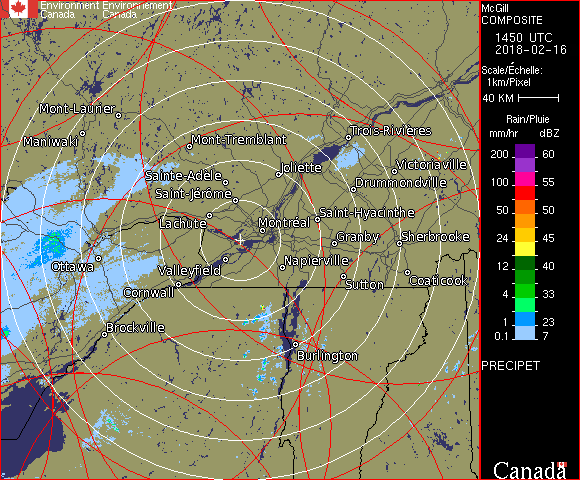 Environment Environnement
Canada Canada
McGill
COMPOSITE
1450 UTC
2018-02-16
Scale/Échelle:
1km/Pixel
40 KM
Rain/Pluie
mm/hr dBZ
200 60
100 55
50 50
24 45
12 40
4 33
1 23
0.1 7
PRECIPET
Canada
Mont-Laurier
Maniwaki
Mont-Tremblant
Trois-Rivières
Sainte-Adèle
Joliette
Victoriaville
Saint-Jérôme
Drummondville
Lachute
Montréal
Saint-Hyacinthe
Granby
Sherbrooke
Ottawa
Valleyfield
Napierville
Cornwall
Sutton
Coaticook
Brockville
Burlington